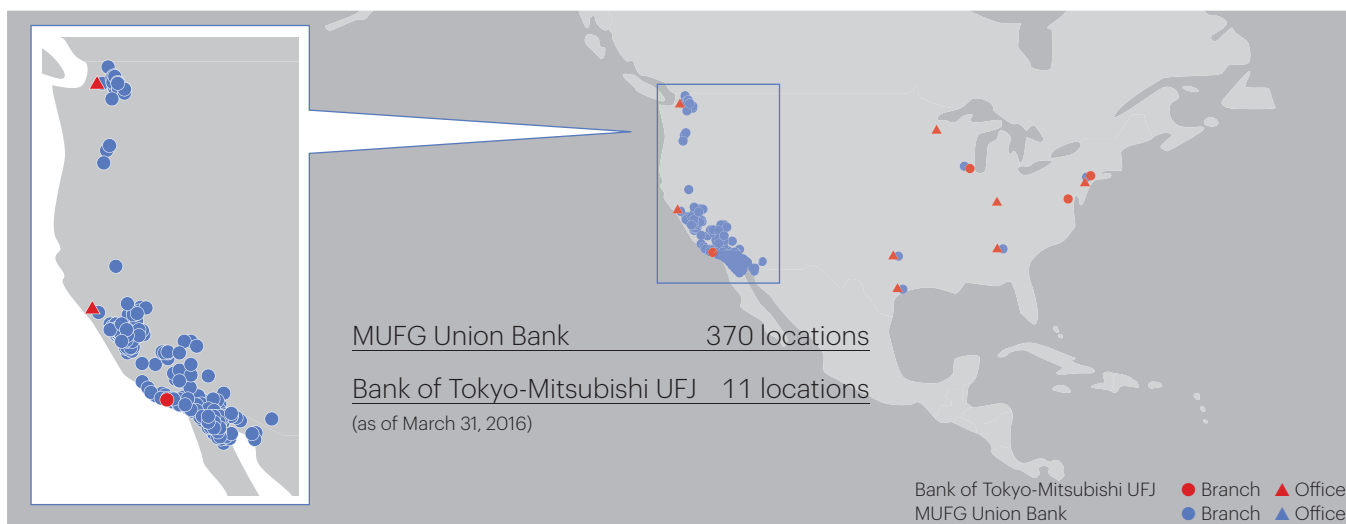 MUFG Union Bank 370 locations
Bank of Tokyo-Mitsubishi UFJ 11 locations
(as of March 31, 2016)
Bank of Tokyo-Mitsubishi UFJ Branch Office
MUFG Union Bank Branch Office